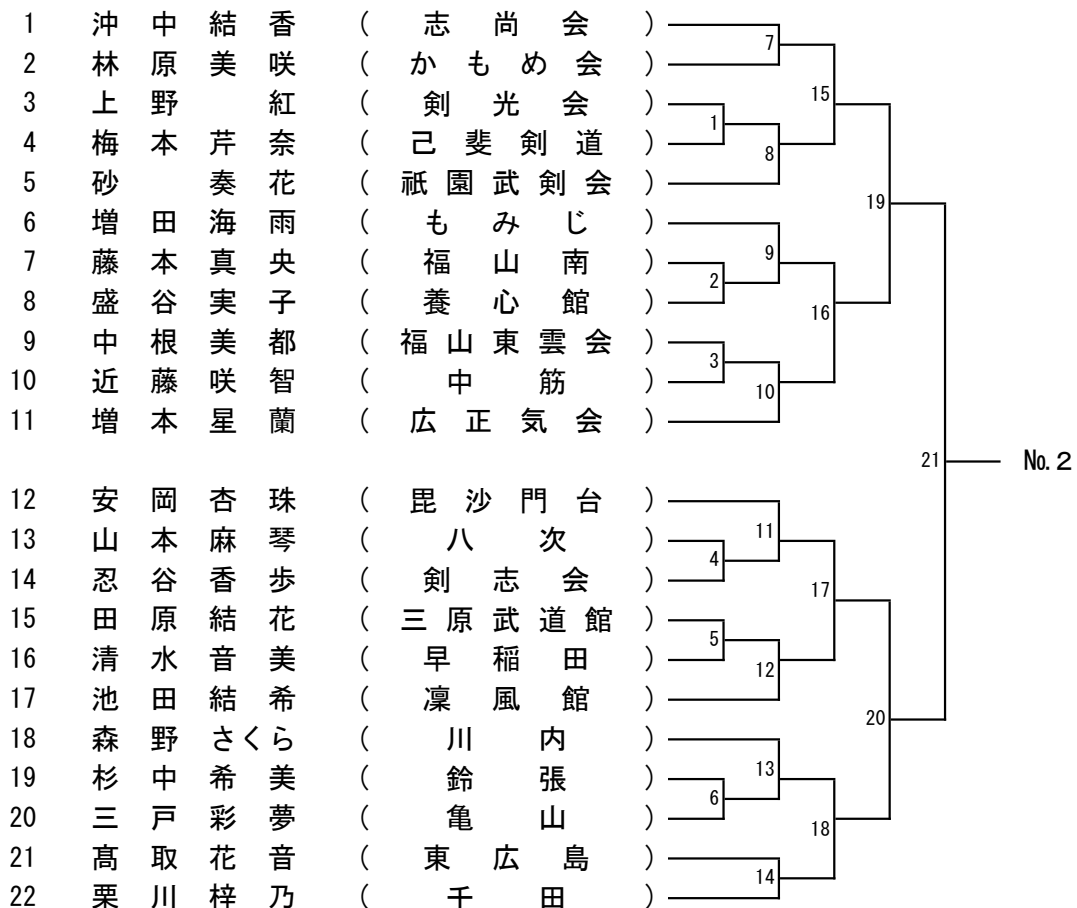 1 沖中結香 (志尚会)
7
2 林原美咲 (かもめ会)
15
3 上野 紅 (剣光会)
1
4 梅本芹奈 (己斐剣道)
8
5 砂 奏花 (祇園武剣会)
19
6 増田海雨 (もみじ)
9
7 藤本真央 (福山南)
2
8 盛谷実子 (養心館)
16
9 中根美都 (福山東雲会)
3
10 近藤咲智 (中筋)
10
11 増本星蘭 (広正気会)
21 № 2
12 安岡杏珠 (毘沙門台)
11
13 山本麻琴 (八次)
4
14 忍谷香歩 (剣志会)
17
15 田原結花 (三原武道館)
5
16 清水音美 (早稲田)
12
17 池田結希 (凜風館)
20
18 森野さくら (川内)
13
19 杉中希美 (鈴張)
6
20 三戸彩夢 (亀山)
18
21 髙取花音 (東広島)
14
22 栗川梓乃 (千田)